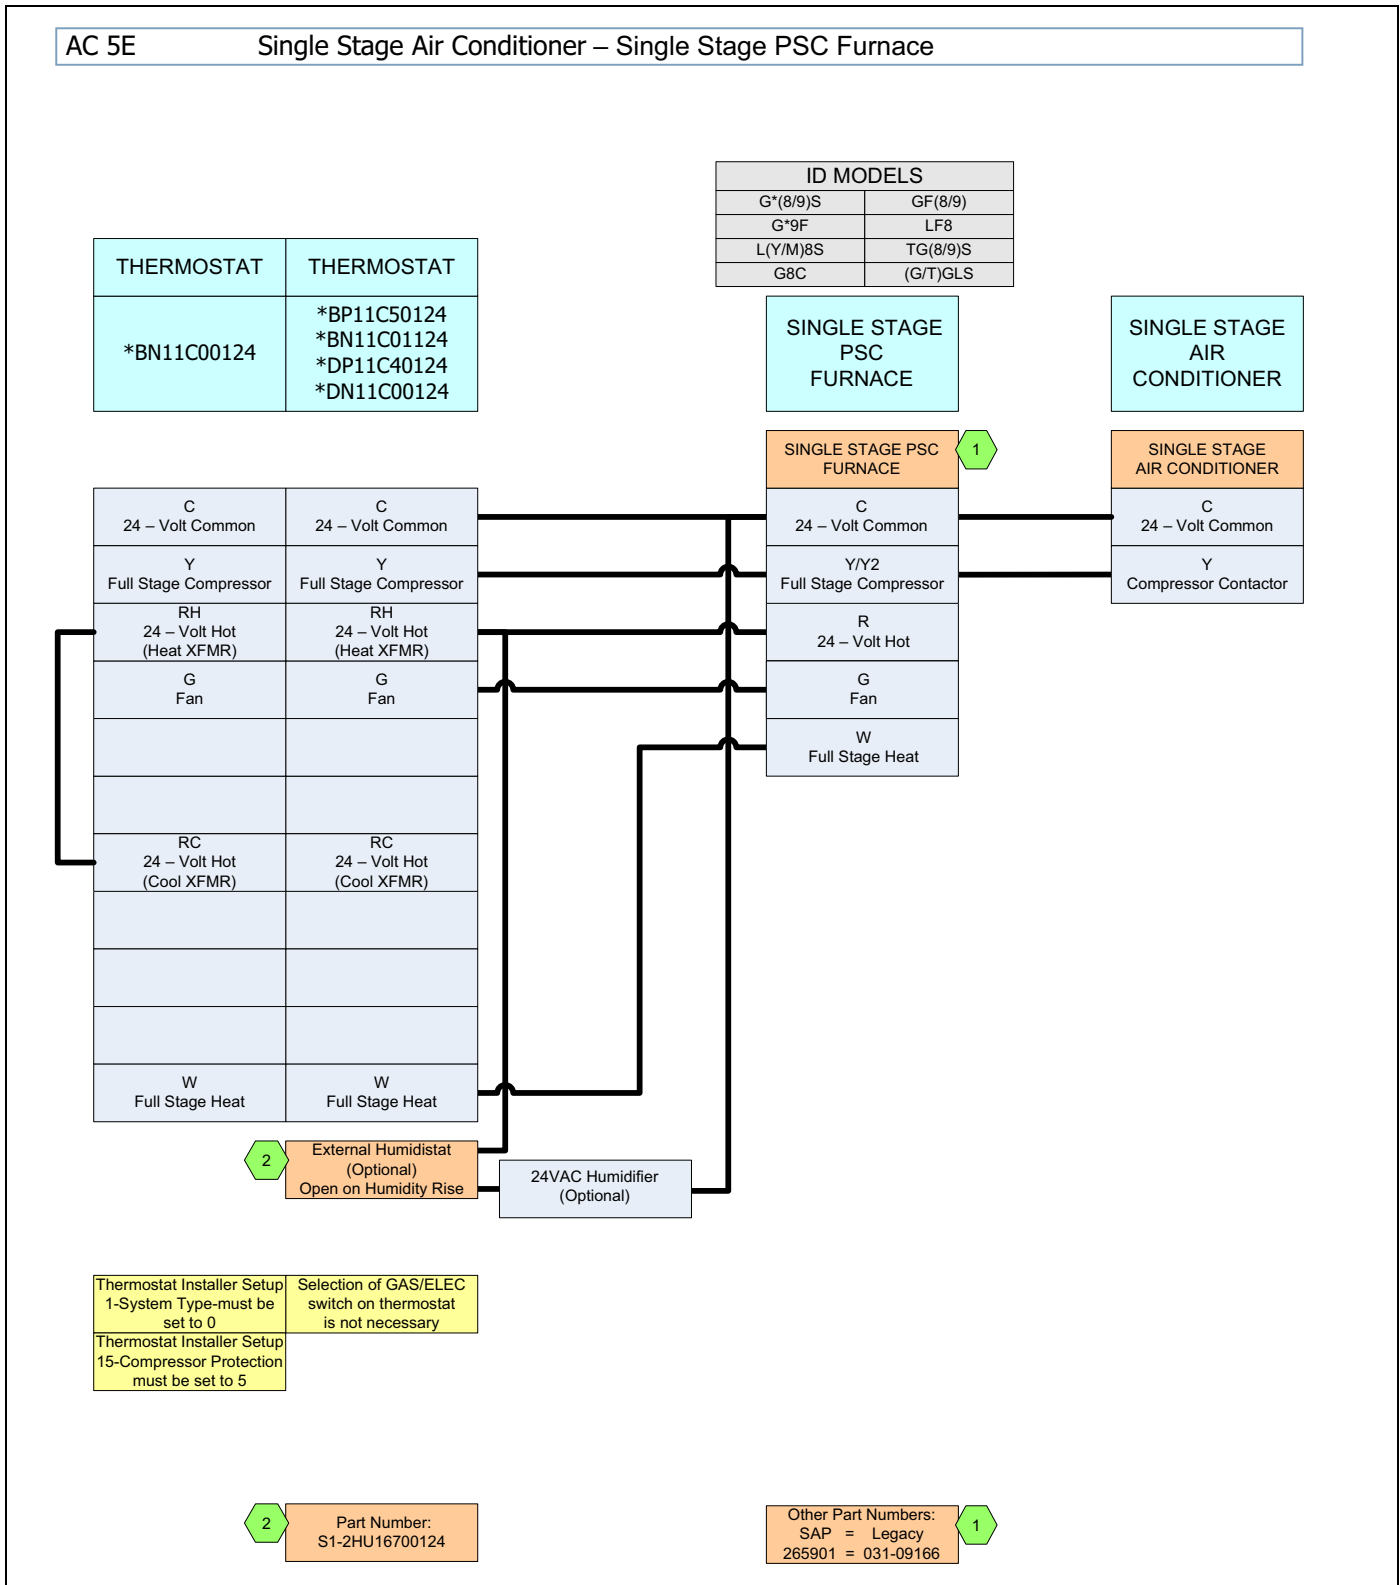 AC 5E Single Stage Air Conditioner – Single Stage PSC Furnace
ID MODELS
G*(8/9)S GF(8/9)
G*9F LF8
L(Y/M)8S TG(8/9)S
G8C (G/T)GLS
THERMOSTAT THERMOSTAT
*BN11C00124
*BP11C50124
*BN11C01124
*DP11C40124
*DN11C00124
SINGLE STAGE
PSC
FURNACE
SINGLE STAGE
AIR
CONDITIONER
SINGLE STAGE PSC
FURNACE
1
SINGLE STAGE
AIR CONDITIONER
C
24 – Volt Common
C
24 – Volt Common
C
24 – Volt Common
C
24 – Volt Common
Y
Full Stage Compressor
Y
Full Stage Compressor
Y/Y2
Full Stage Compressor
Y
Compressor Contactor
RH
24 – Volt Hot
(Heat XFMR)
RH
24 – Volt Hot
(Heat XFMR)
R
24 – Volt Hot
G
Fan
G
Fan
G
Fan
W
Full Stage Heat
RC
24 – Volt Hot
(Cool XFMR)
RC
24 – Volt Hot
(Cool XFMR)
W
Full Stage Heat
W
Full Stage Heat
2
External Humidistat
(Optional)
Open on Humidity Rise
24VAC Humidifier
(Optional)
Thermostat Installer Setup
1-System Type-must be
set to 0
Selection of GAS/ELEC
switch on thermostat
is not necessary
Thermostat Installer Setup
15-Compressor Protection
must be set to 5
2
Part Number:
S1-2HU16700124
Other Part Numbers:
SAP = Legacy
265901 = 031-09166
1